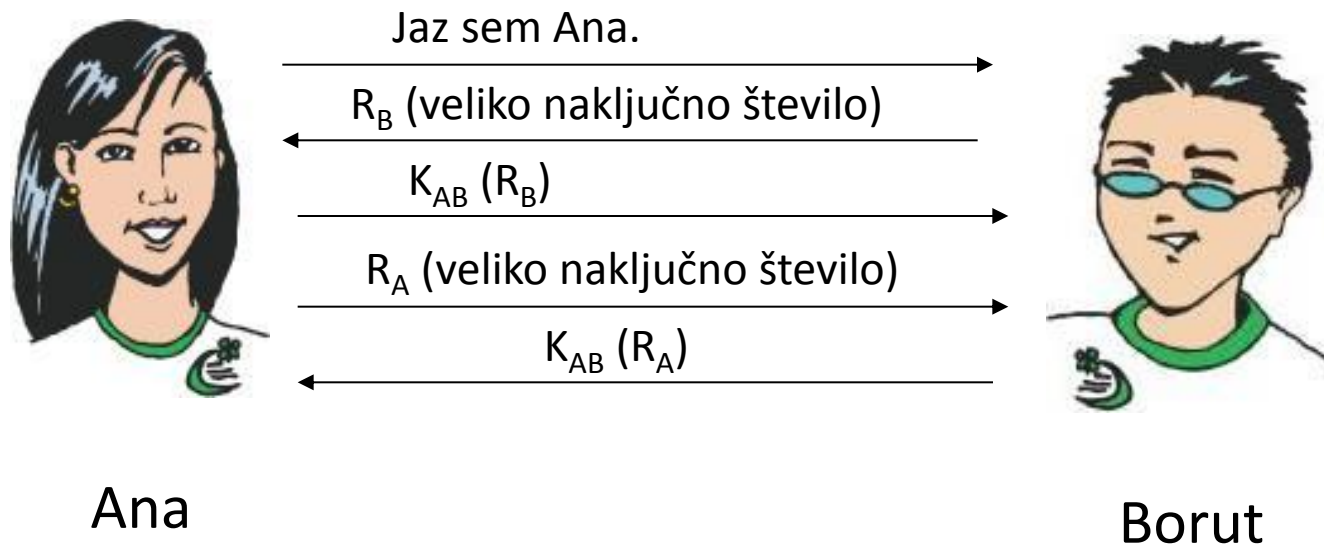 Jaz sem Ana.
R_B (veliko naključno število)
K_AB (R_B)
R_A (veliko naključno število)
K_AB (R_A)
Ana
Borut